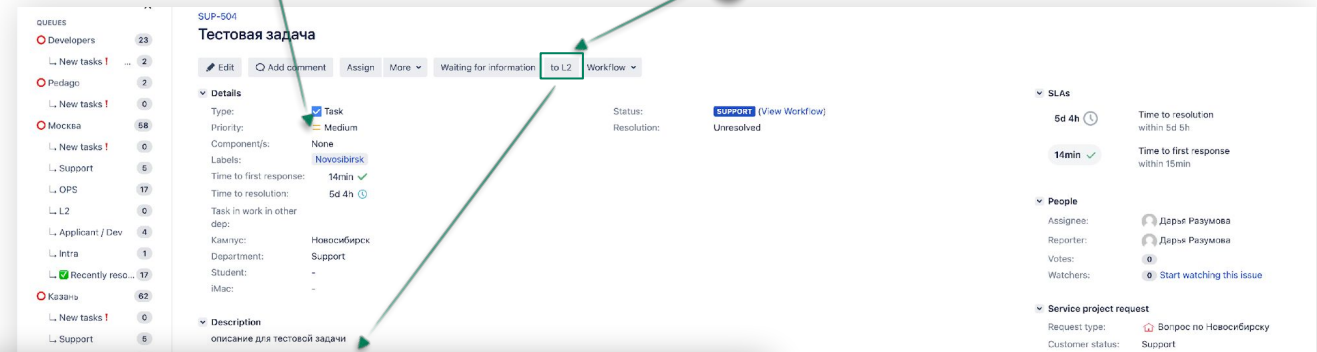 QUEUES
Developers 23
New tasks ! ... 2
Pedago 2
New tasks ! 0
Москва 58
New tasks ! 0
Support 5
OPS 17
L2 0
Applicant / Dev 4
Intra 1
Recently reso... 17
Казань 62
New tasks ! 0
Support 5
SUP-504
Тестовая задача
Edit Add comment Assign More Waiting for information to L2 Workflow
Details
Type: Task
Priority: Medium
Component/s: None
Labels: Novosibirsk
Time to first response: 14min
Time to resolution: 5d 4h
Task in work in other
dep:
Кампус: Новосибирск
Department: Support
Student: -
iMac: -
Status: SUPPORT (View Workflow)
Resolution: Unresolved
Description
описание для тестовой задачи
SLAs
5d 4h Time to resolution
within 5d 5h
14min Time to first response
within 15min
People
Assignee: Дарья Разумова
Reporter: Дарья Разумова
Votes: 0
Watchers: 0 Start watching this issue
Service project request
Request type: Вопрос по Новосибирску
Customer status: Support